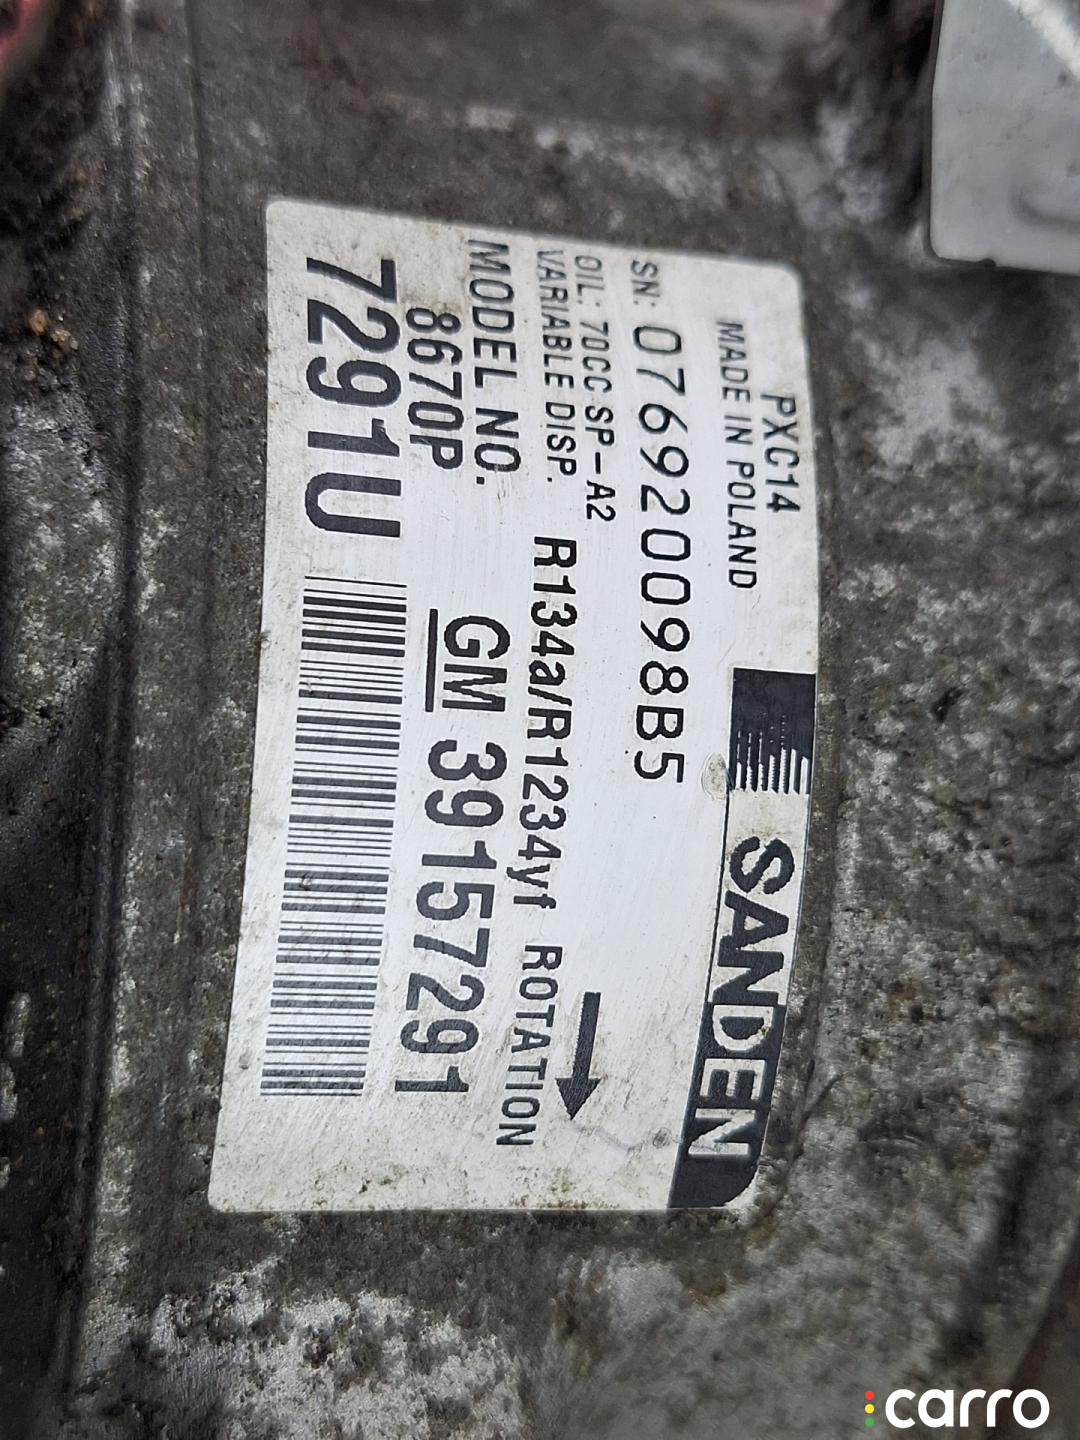 PXC14
MADE IN POLAND
SANDEN
SN: 076920098B5
OIL: 70CC SP-A2
VARIABLE DISP.
R134a/R1234yf ROTATION
MODEL NO.
8670P
GM 39157291
7291U
carro